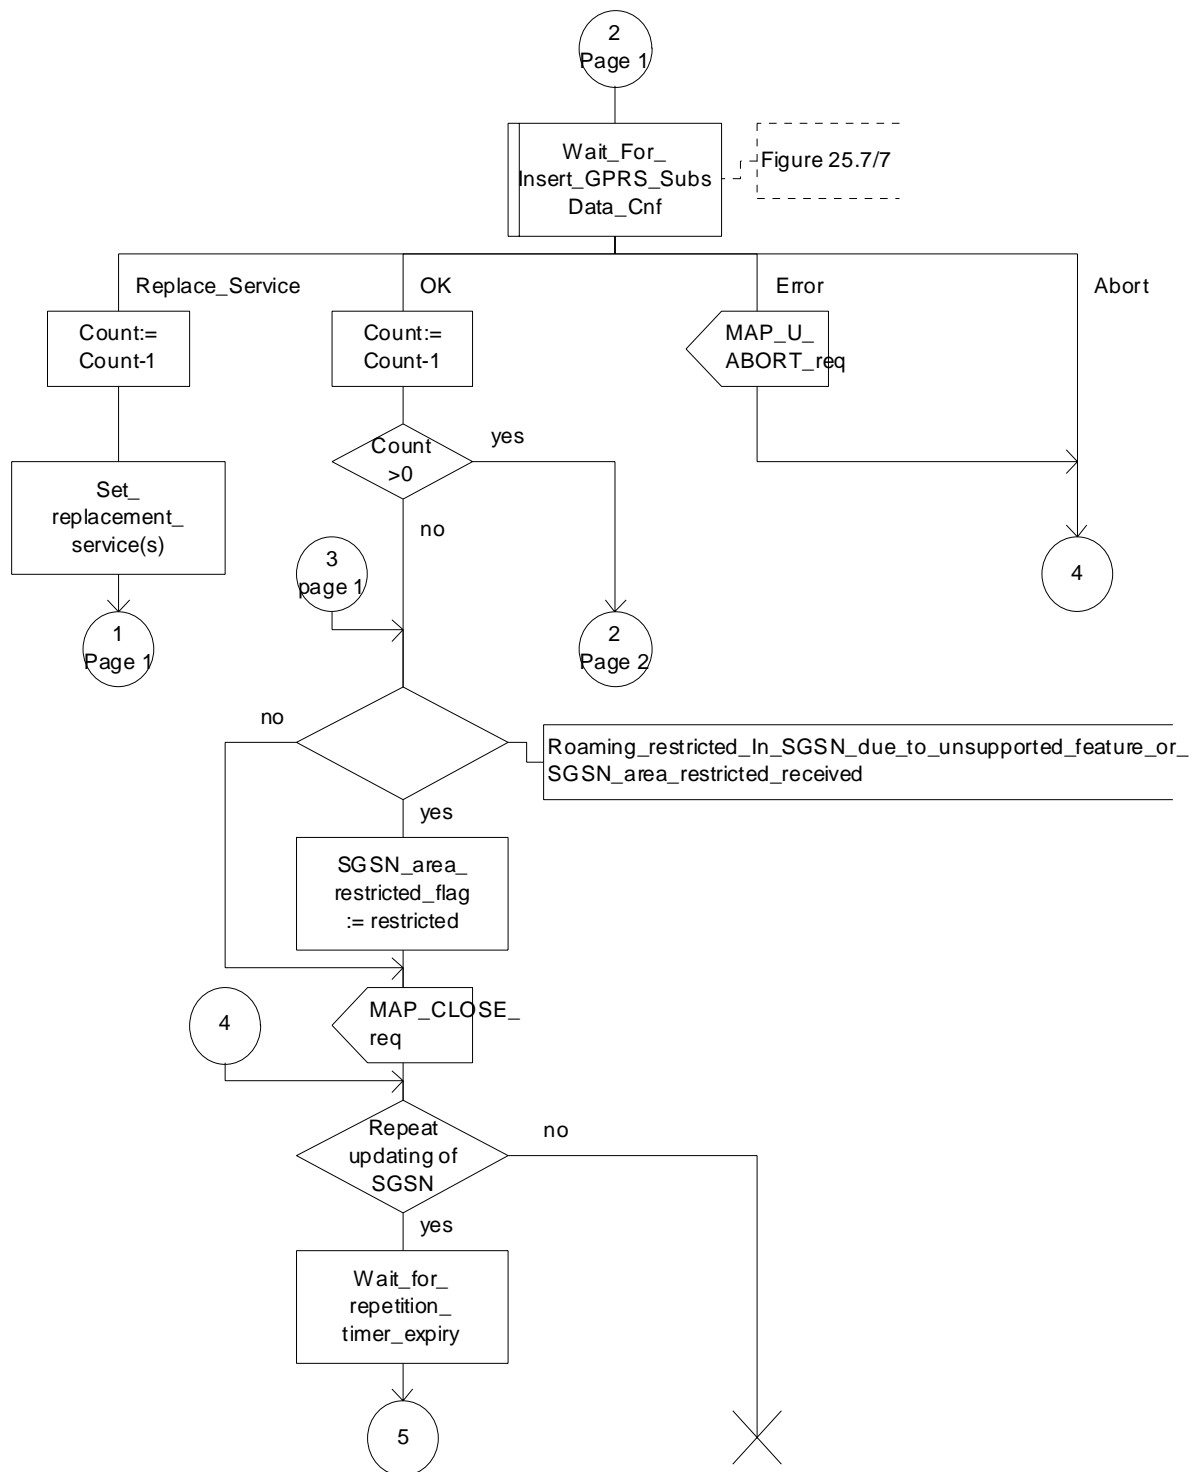 2
Page 1
Wait_For_
Insert_GPRS_Subs
Data_Cnf
Figure 25.7/7
Replace_Service
OK
Error
Abort
Count:=
Count-1
Count:=
Count-1
MAP_U_
ABORT_req
Count
>0
yes
no
Set_
replacement_
service(s)
3
page 1
4
1
Page 1
2
Page 2
no
Roaming_restricted_In_SGSN_due_to_unsupported_feature_or_
SGSN_area_restricted_received
yes
SGSN_area_
restricted_flag
:= restricted
MAP_CLOSE_
req
4
Repeat
updating of
SGSN
no
yes
Wait_for_
repetition_
timer_expiry
5